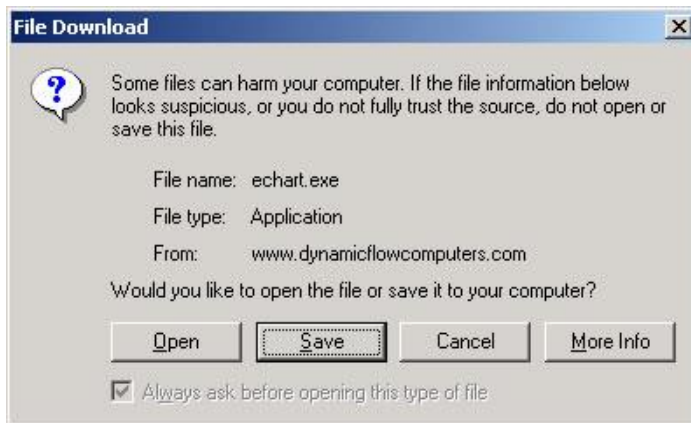 File Download
Some files can harm your computer. If the file information below
looks suspicious, or you do not fully trust the source, do not open or
save this file.
File name: echart.exe
File type: Application
From: www.dynamicflowcomputers.com
Would you like to open the file or save it to your computer?
Open Save Cancel More Info
Always ask before opening this type of file